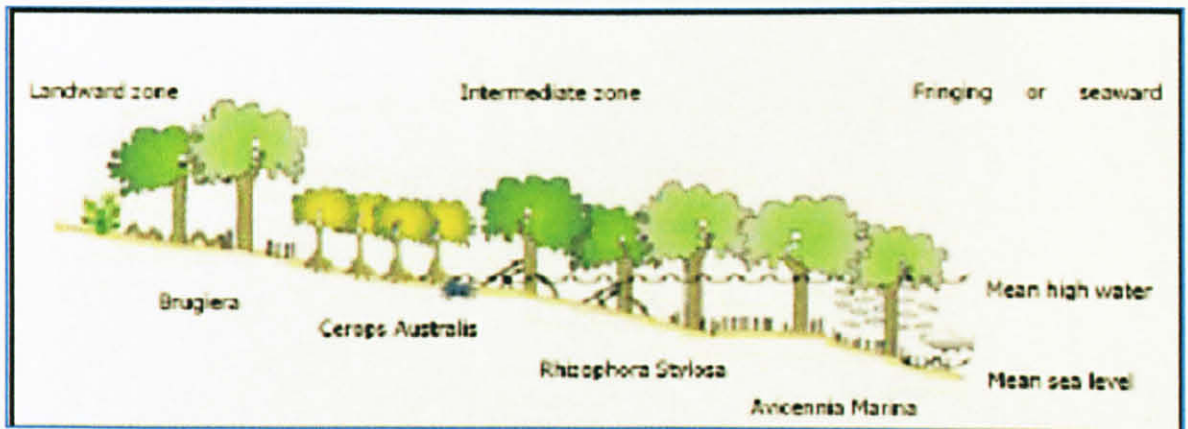 Landward zone
Intermediate zone
Fringing or seaward
Mean high water
Brugiera
Cerops Australis
Rhizophora Stylosa
Mean sea level
Avicennia Marina